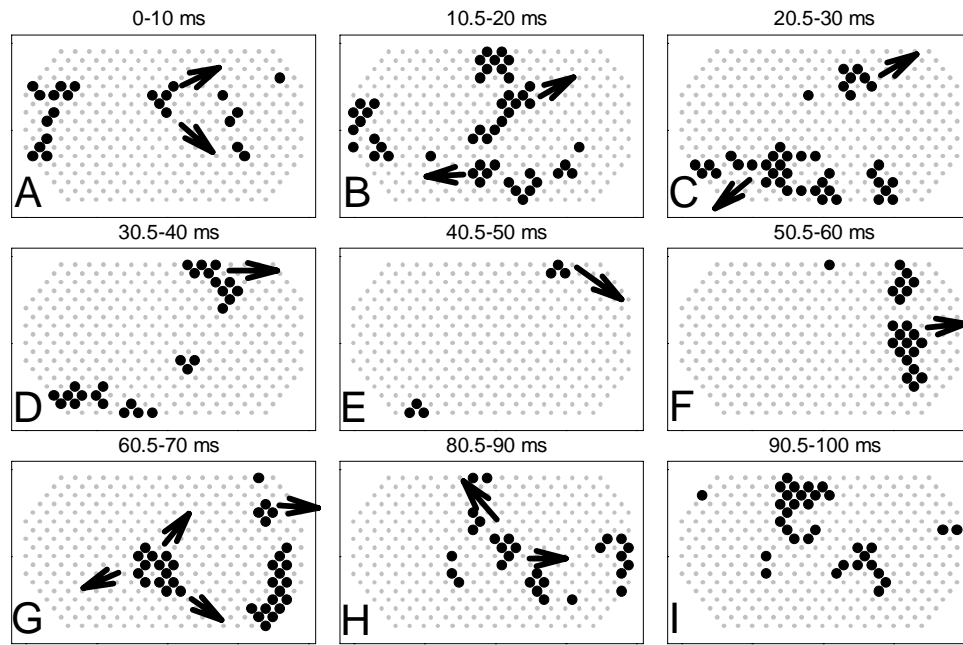 0-10 ms
10.5-20 ms
20.5-30 ms
A
B
C
30.5-40 ms
40.5-50 ms
50.5-60 ms
D
E
F
60.5-70 ms
80.5-90 ms
90.5-100 ms
G
H
I